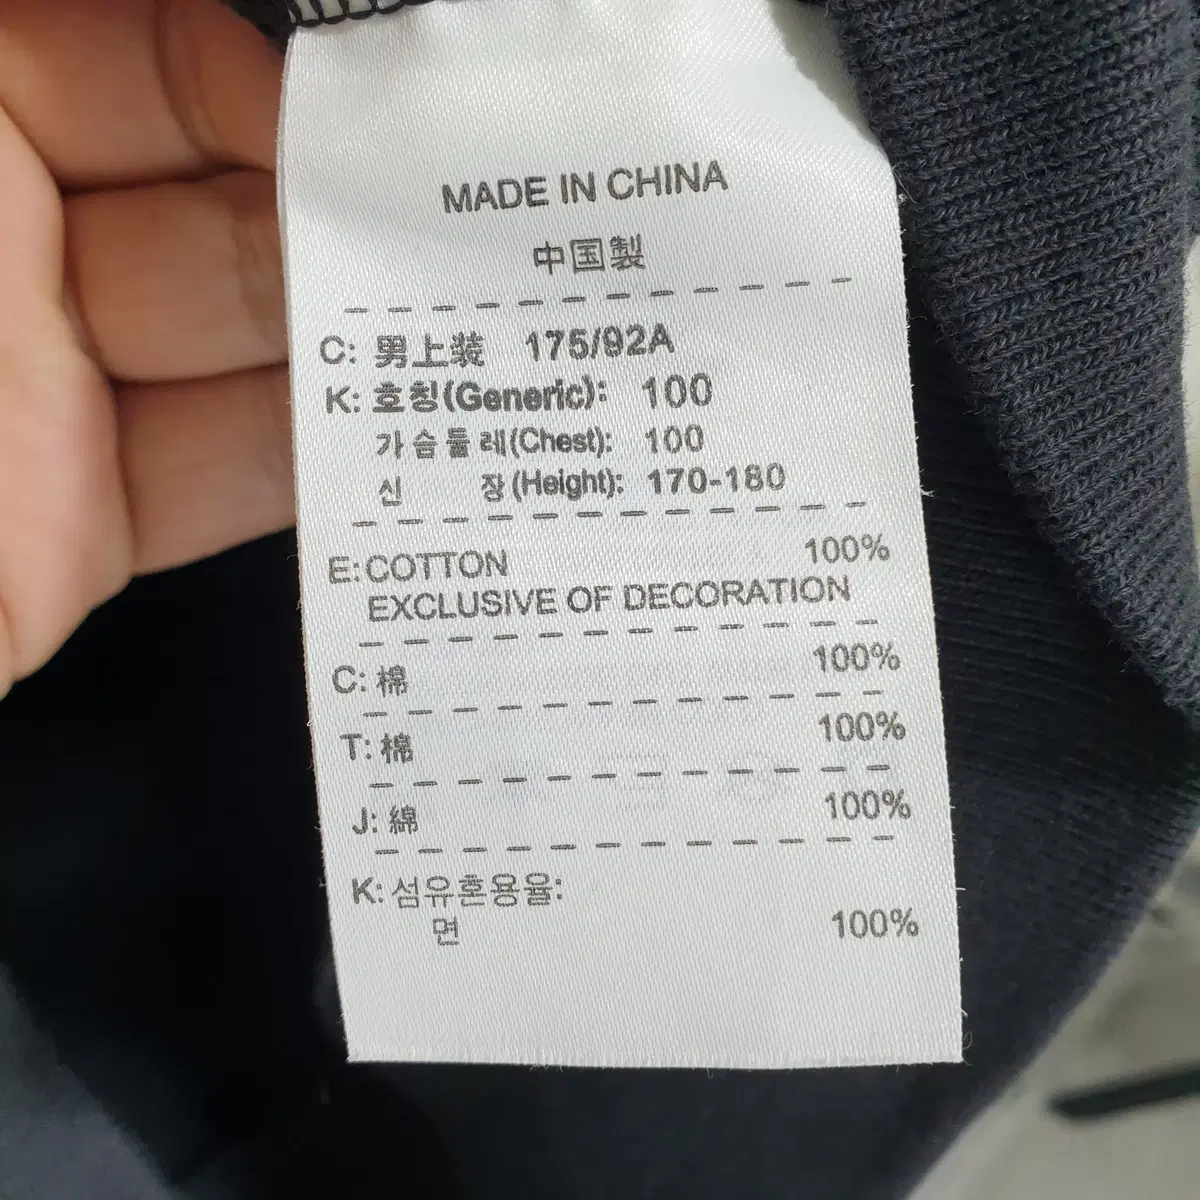 MADE IN CHINA
中国製
C: 男上装 175/92A
K: 호칭(Generic): 100
가슴둘레(Chest): 100
신 장(Height): 170-180
E: COTTON 100%
EXCLUSIVE OF DECORATION
C: 棉 100%
T: 棉 100%
J: 綿 100%
K: 섬유혼용율:
면 100%